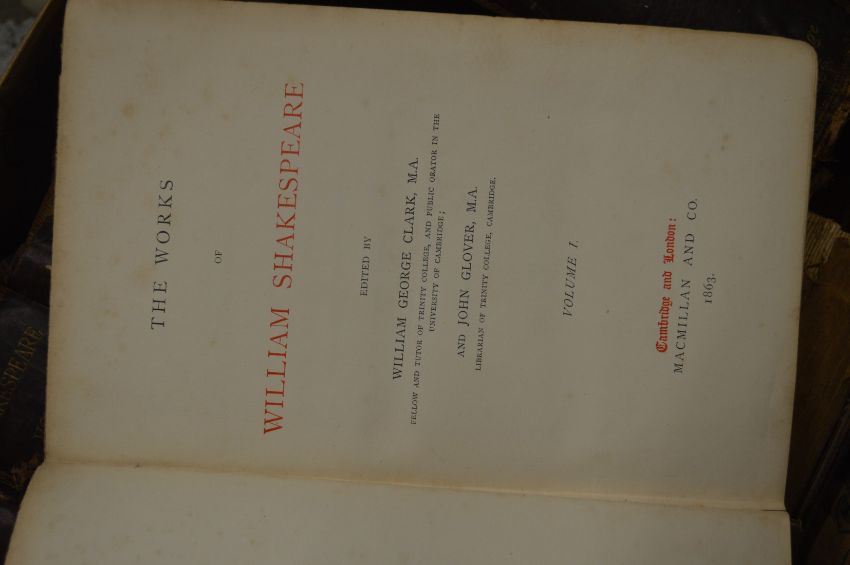 THE WORKS
OF
WILLIAM SHAKESPEARE
EDITED BY
WILLIAM GEORGE CLARK, M.A.
FELLOW AND TUTOR OF TRINITY COLLEGE, AND PUBLIC ORATOR IN THE
UNIVERSITY OF CAMBRIDGE;
AND JOHN GLOVER, M.A.
LIBRARIAN OF TRINITY COLLEGE, CAMBRIDGE.
VOLUME I.
Cambridge and London:
MACMILLAN AND CO.
1863.